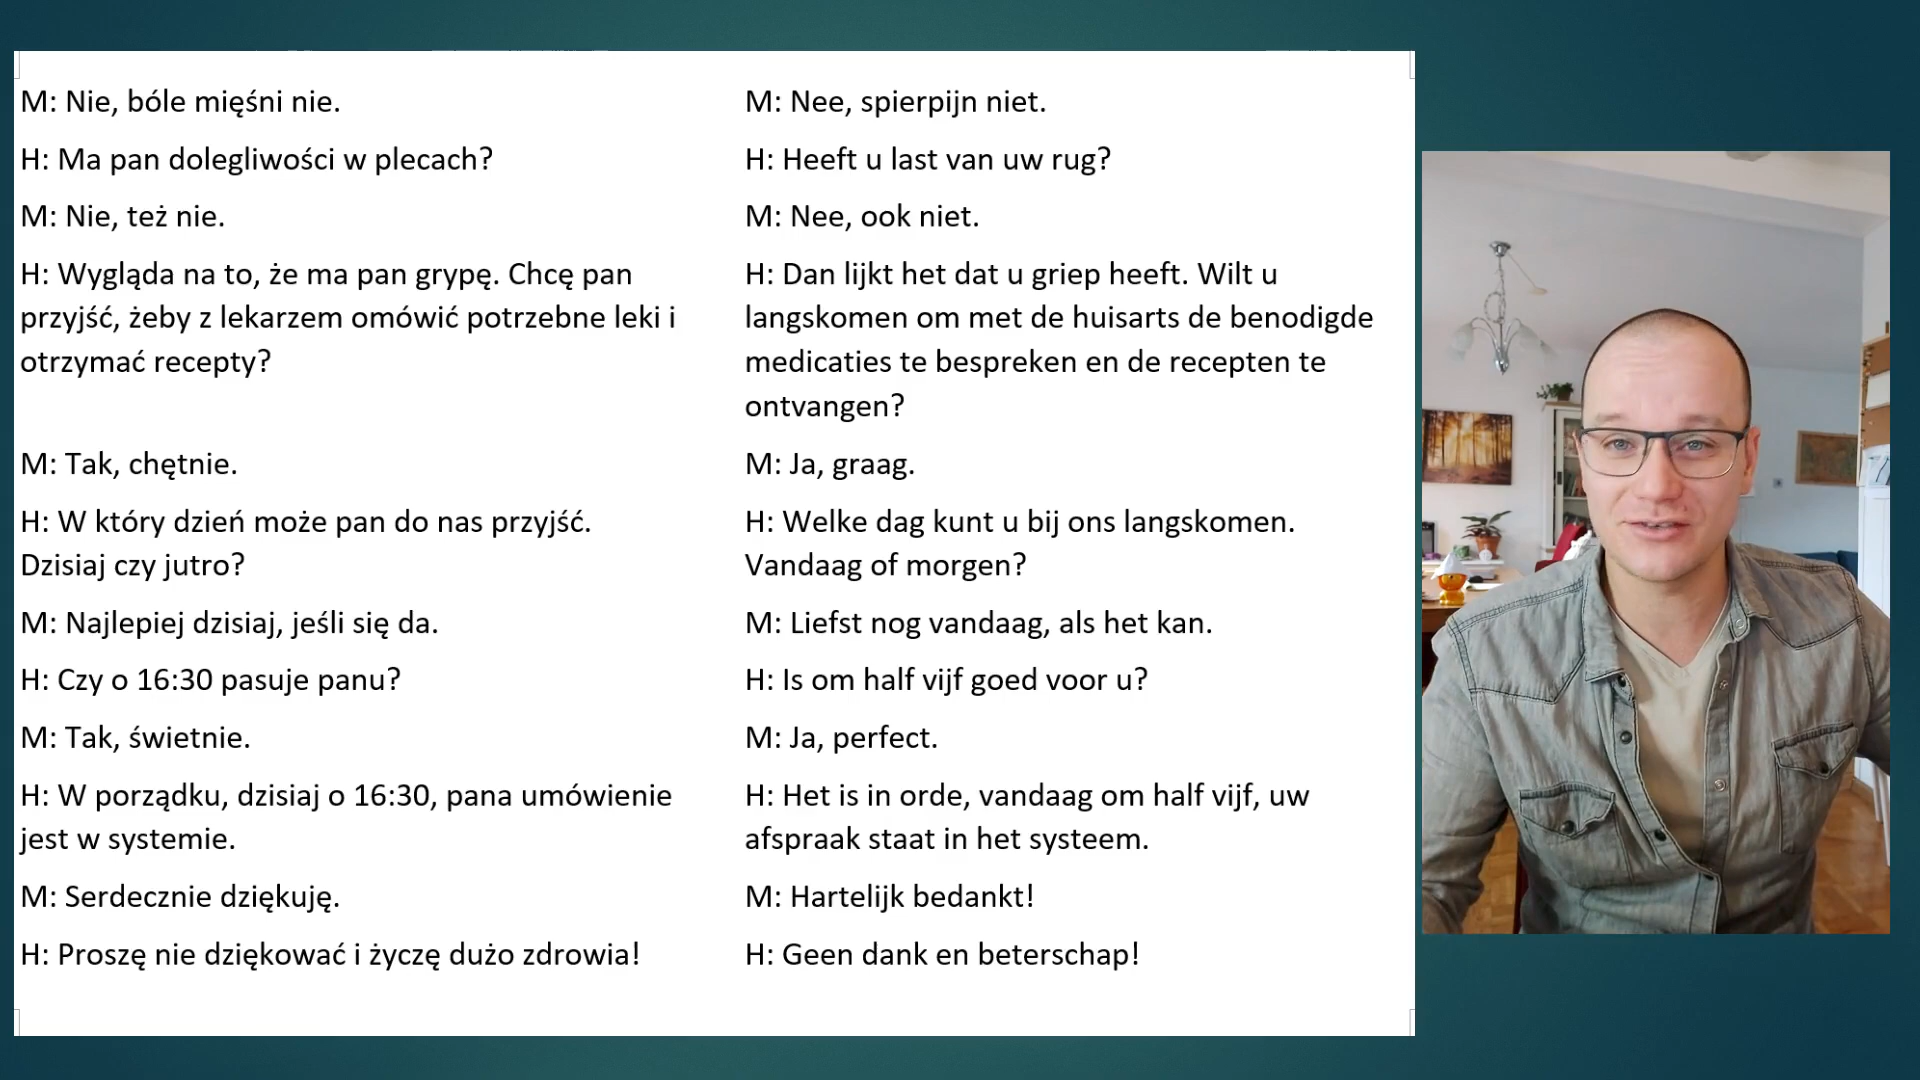 M: Nie, bóle mięśni nie.
H: Ma pan dolegliwości w plecach?
M: Nie, też nie.
H: Wygląda na to, że ma pan grypę. Chcę pan
przyjść, żeby z lekarzem omówić potrzebne leki i
otrzymać recepty?
M: Tak, chętnie.
H: W który dzień może pan do nas przyjść.
Dzisiaj czy jutro?
M: Najlepiej dzisiaj, jeśli się da.
H: Czy o 16:30 pasuje panu?
M: Tak, świetnie.
H: W porządku, dzisiaj o 16:30, pana umówienie
jest w systemie.
M: Serdecznie dziękuję.
H: Proszę nie dziękować i życzę dużo zdrowia!
M: Nee, spierpijn niet.
H: Heeft u last van uw rug?
M: Nee, ook niet.
H: Dan lijkt het dat u griep heeft. Wilt u
langskomen om met de huisarts de benodigde
medicaties te bespreken en de recepten te
ontvangen?
M: Ja, graag.
H: Welke dag kunt u bij ons langskomen.
Vandaag of morgen?
M: Liefst nog vandaag, als het kan.
H: Is om half vijf goed voor u?
M: Ja, perfect.
H: Het is in orde, vandaag om half vijf, uw
afspraak staat in het systeem.
M: Hartelijk bedankt!
H: Geen dank en beterschap!